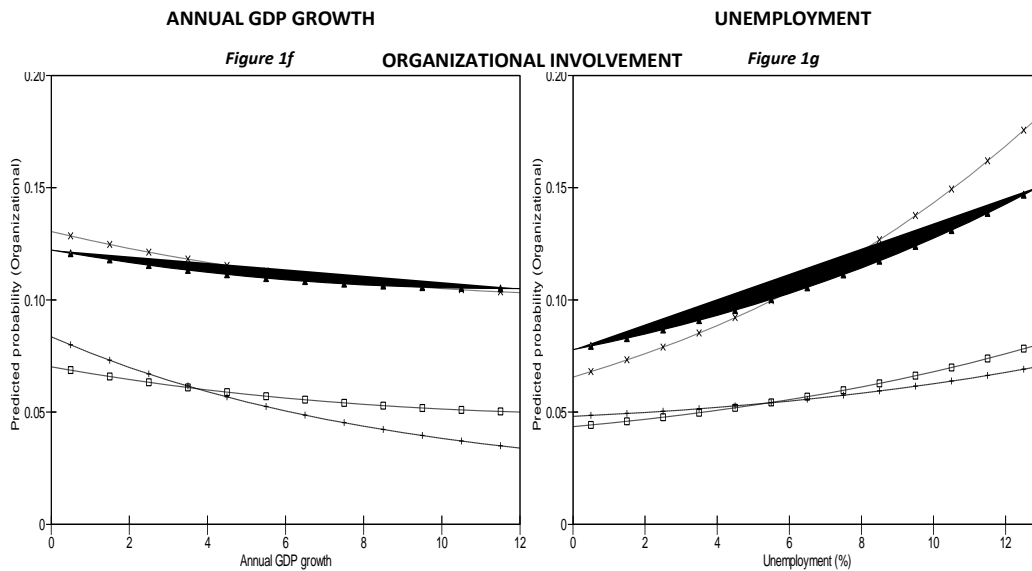 ANNUAL GDP GROWTH
UNEMPLOYMENT
Figure 1f
ORGANIZATIONAL INVOLVEMENT
Figure 1g
Predicted probability (Organizational)
0.20
0.15
0.10
0.05
0
0 2 4 6 8 10 12
Annual GDP growth
Predicted probability (Organizational)
0.20
0.15
0.10
0.05
0
0 2 4 6 8 10 12
Unemployment (%)